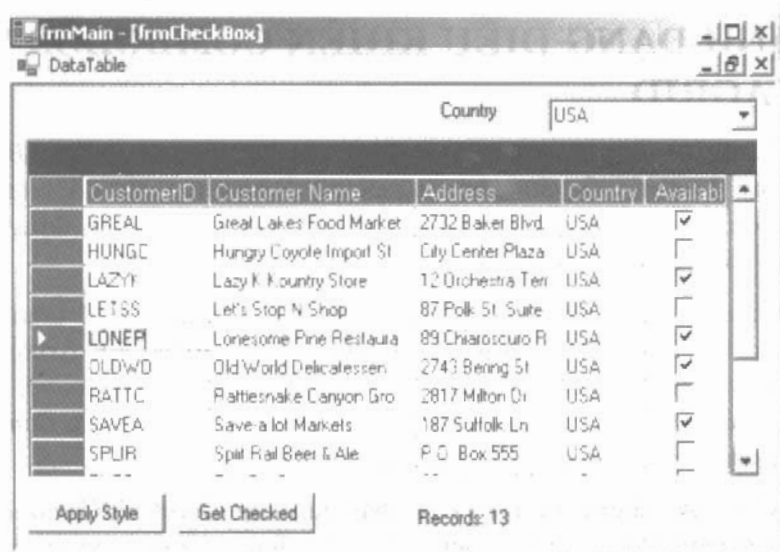 frmMain - [frmCheckBox]
DataTable
Country USA
CustomerID Customer Name Address Country Availabl
GREAL Great Lakes Food Market 2732 Baker Blvd. USA
HUNGC Hungry Coyote Import St City Center Plaza USA
LAZYK Lazy K Kountry Store 12 Orchestra Terr USA
LETSS Let's Stop N Shop 87 Polk St. Suite USA
LONEP Lonesome Pine Restaura 89 Chiaroscuro R USA
OLDWO Old World Delicatessen 2743 Bering St. USA
RATTC Rattlesnake Canyon Gro 2817 Milton Dr. USA
SAVEA Save-a-lot Markets 187 Suffolk Ln. USA
SPLIR Split Rail Beer & Ale P.O. Box 555 USA
Apply Style Get Checked Records: 13